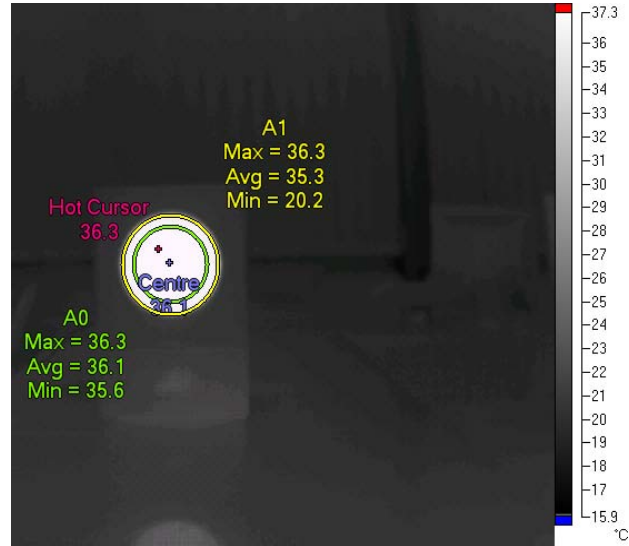 A1
Max = 36.3
Avg = 35.3
Min = 20.2
Hot Cursor
36.3
Centre
36.1
A0
Max = 36.3
Avg = 36.1
Min = 35.6
37.3
36
35
34
33
32
31
30
29
28
27
26
25
24
23
22
21
20
19
18
17
15.9
°C